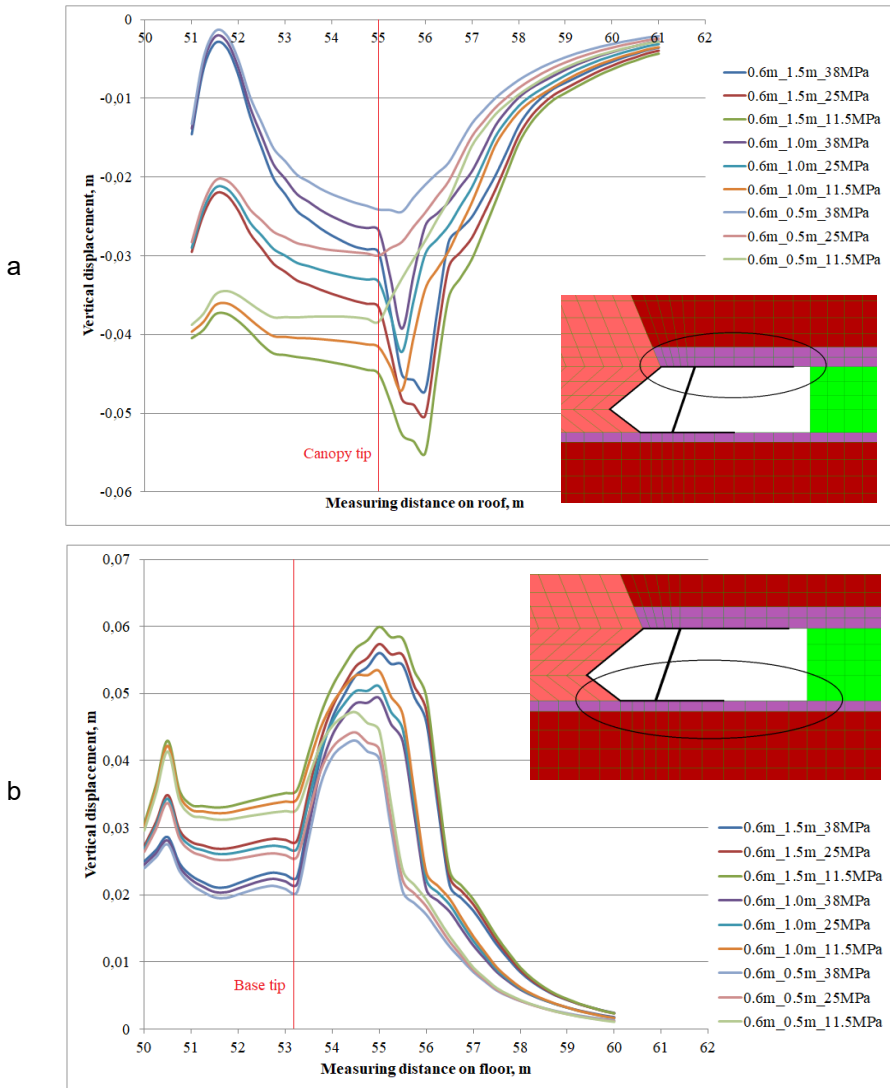 a
0
50 51 52 53 54 55 56 57 58 59 60 61 62
-0,01
-0,02
-0,03
-0,04
-0,05
-0,06
Vertical displacement, m
Canopy tip
Measuring distance on roof, m
0.6m_1.5m_38MPa
0.6m_1.5m_25MPa
0.6m_1.5m_11.5MPa
0.6m_1.0m_38MPa
0.6m_1.0m_25MPa
0.6m_1.0m_11.5MPa
0.6m_0.5m_38MPa
0.6m_0.5m_25MPa
0.6m_0.5m_11.5MPa
b
0,07
0,06
0,05
0,04
0,03
0,02
0,01
0
Vertical displacement, m
Base tip
50 51 52 53 54 55 56 57 58 59 60 61 62
Measuring distance on floor, m
0.6m_1.5m_38MPa
0.6m_1.5m_25MPa
0.6m_1.5m_11.5MPa
0.6m_1.0m_38MPa
0.6m_1.0m_25MPa
0.6m_1.0m_11.5MPa
0.6m_0.5m_38MPa
0.6m_0.5m_25MPa
0.6m_0.5m_11.5MPa